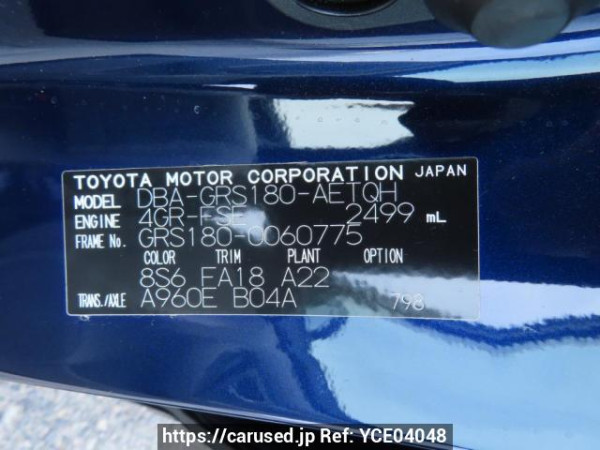 TOYOTA MOTOR CORPORATION JAPAN
MODEL DBA-GRS180-AETQH
ENGINE 4GR-FSE 2499 mL
FRAME No. GRS180-0060775
COLOR TRIM PLANT OPTION
8S6 FA18 A22
TRANS./AXLE A960E B04A 798
https://carused.jp Ref: YCE04048